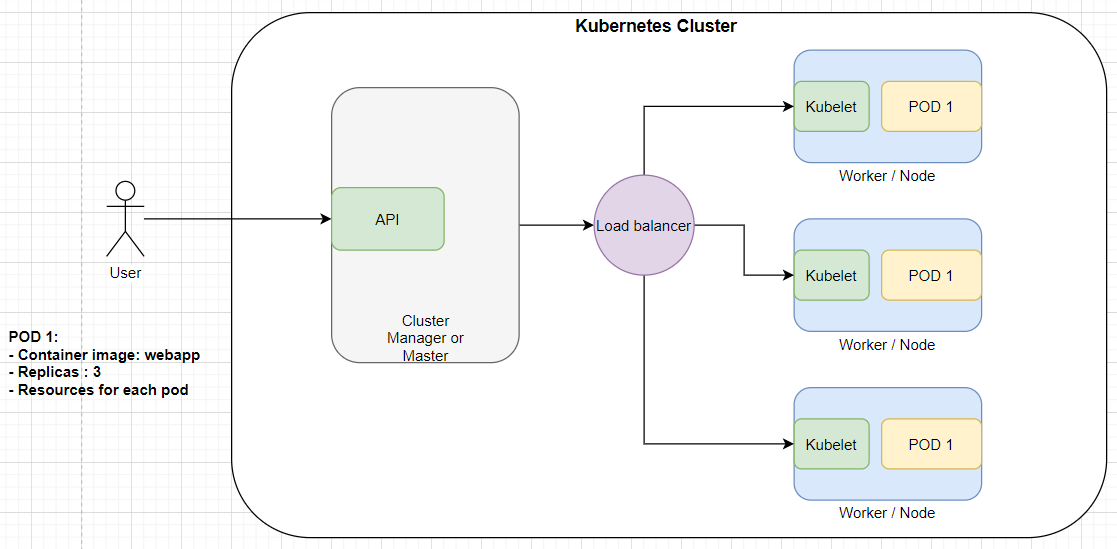 Kubernetes Cluster
Kubelet
POD 1
Worker / Node
API
User
Load balancer
Kubelet
POD 1
Worker / Node
Cluster
Manager or
Master
POD 1:
- Container image: webapp
- Replicas : 3
- Resources for each pod
Kubelet
POD 1
Worker / Node